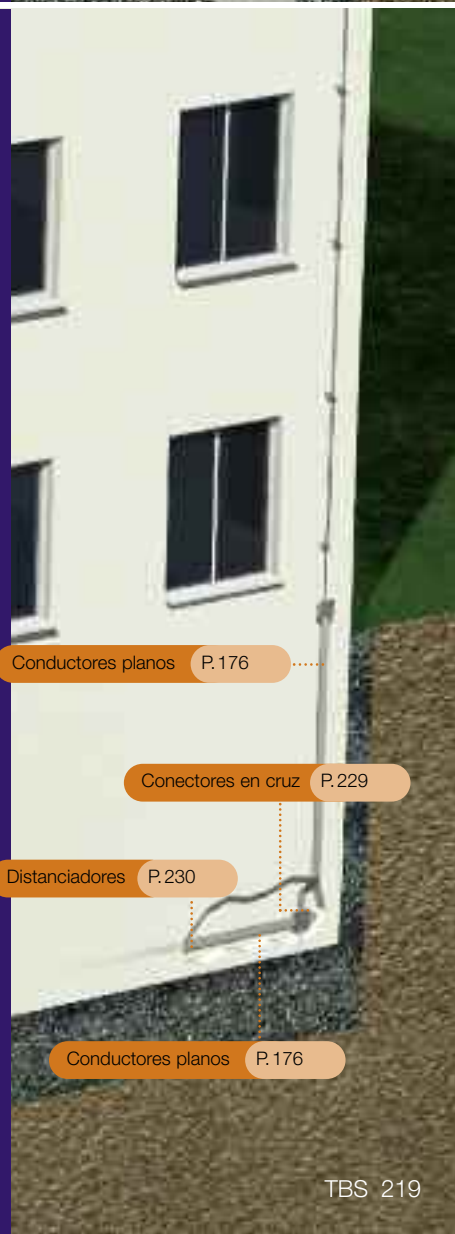 Conductores planos P. 176
Conectores en cruz P. 229
Distanciadores P. 230
Conductores planos P. 176
TBS 219